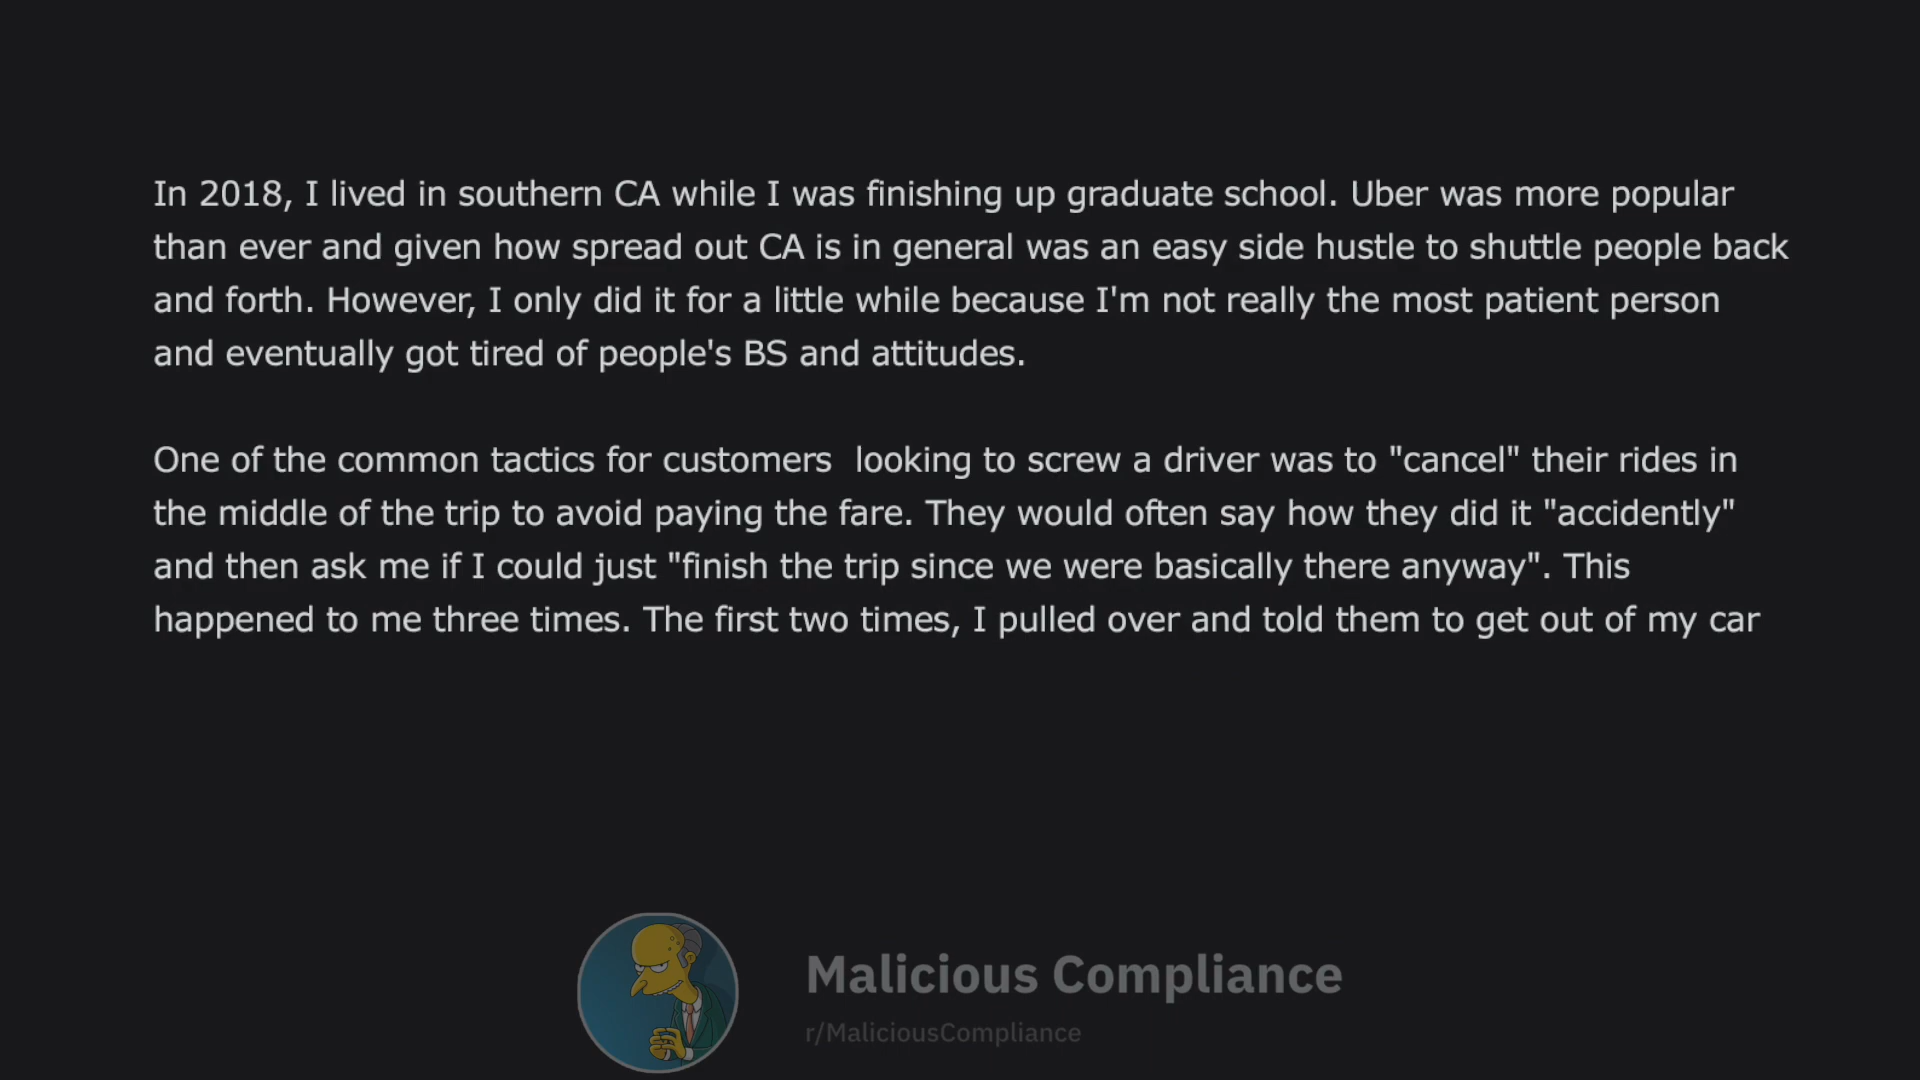 In 2018, I lived in southern CA while I was finishing up graduate school. Uber was more popular
than ever and given how spread out CA is in general was an easy side hustle to shuttle people back
and forth. However, I only did it for a little while because I'm not really the most patient person
and eventually got tired of people's BS and attitudes.
One of the common tactics for customers  looking to screw a driver was to "cancel" their rides in
the middle of the trip to avoid paying the fare. They would often say how they did it "accidently"
and then ask me if I could just "finish the trip since we were basically there anyway". This
happened to me three times. The first two times, I pulled over and told them to get out of my car
Malicious Compliance
r/MaliciousCompliance